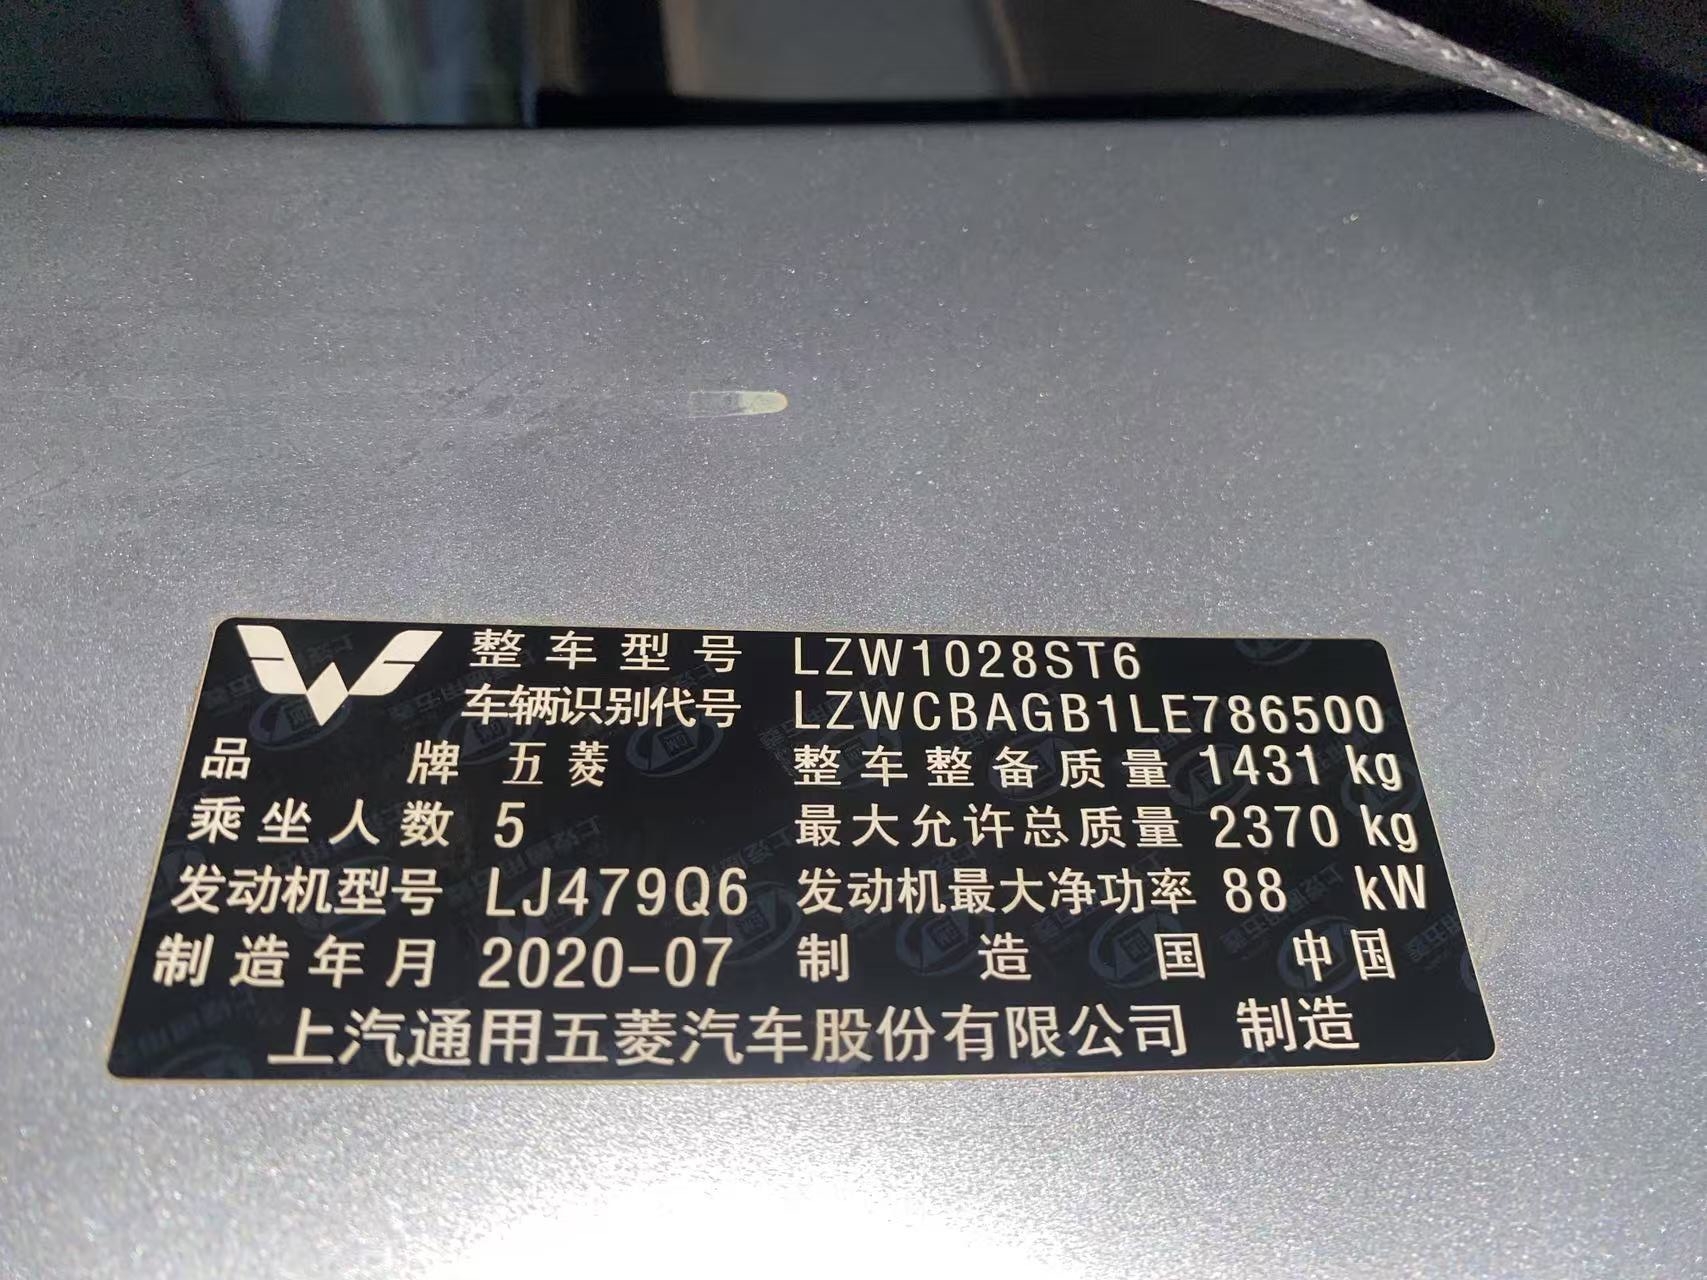 整车型号 LZW1028ST6
车辆识别代号 LZWCBAGB1LE786500
品牌 五菱 整车整备质量 1431 kg
乘坐人数 5 最大允许总质量 2370 kg
发动机型号 LJ479Q6 发动机最大净功率 88 kW
制造年月 2020-07 制造国 中国
上汽通用五菱汽车股份有限公司 制造